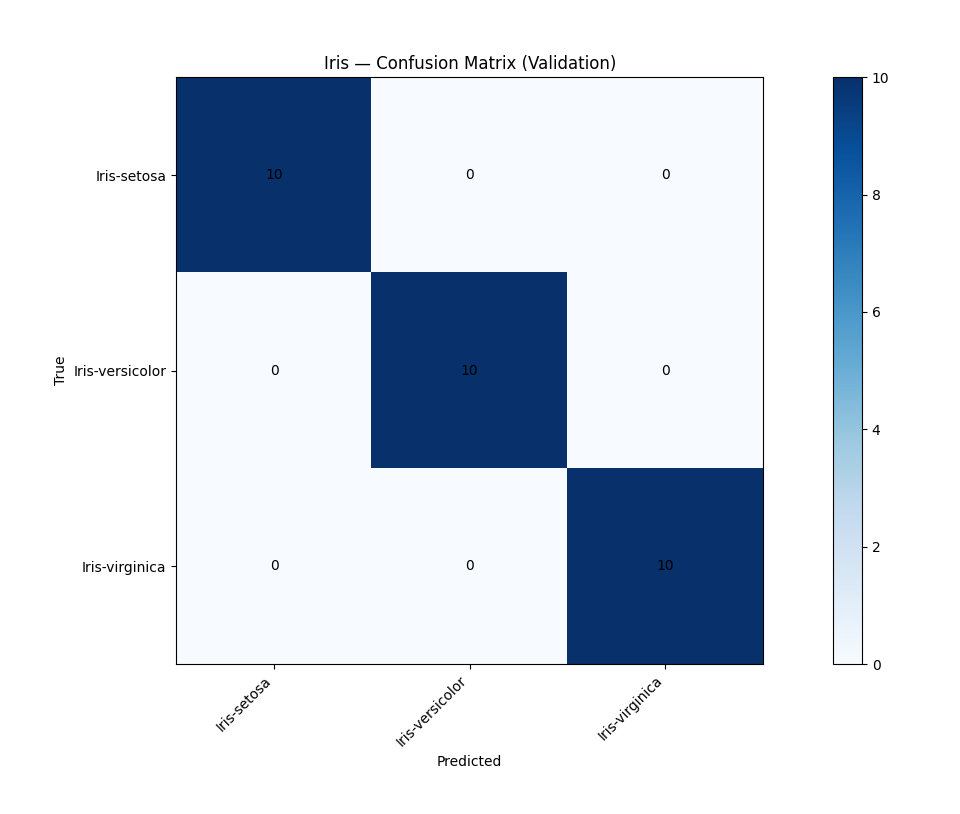 Iris — Confusion Matrix (Validation)
10
Iris-setosa
10
0
0
8
6
True
Iris-versicolor
0
10
0
4
2
Iris-virginica
0
0
10
0
Iris-setosa
Iris-versicolor
Iris-virginica
Predicted